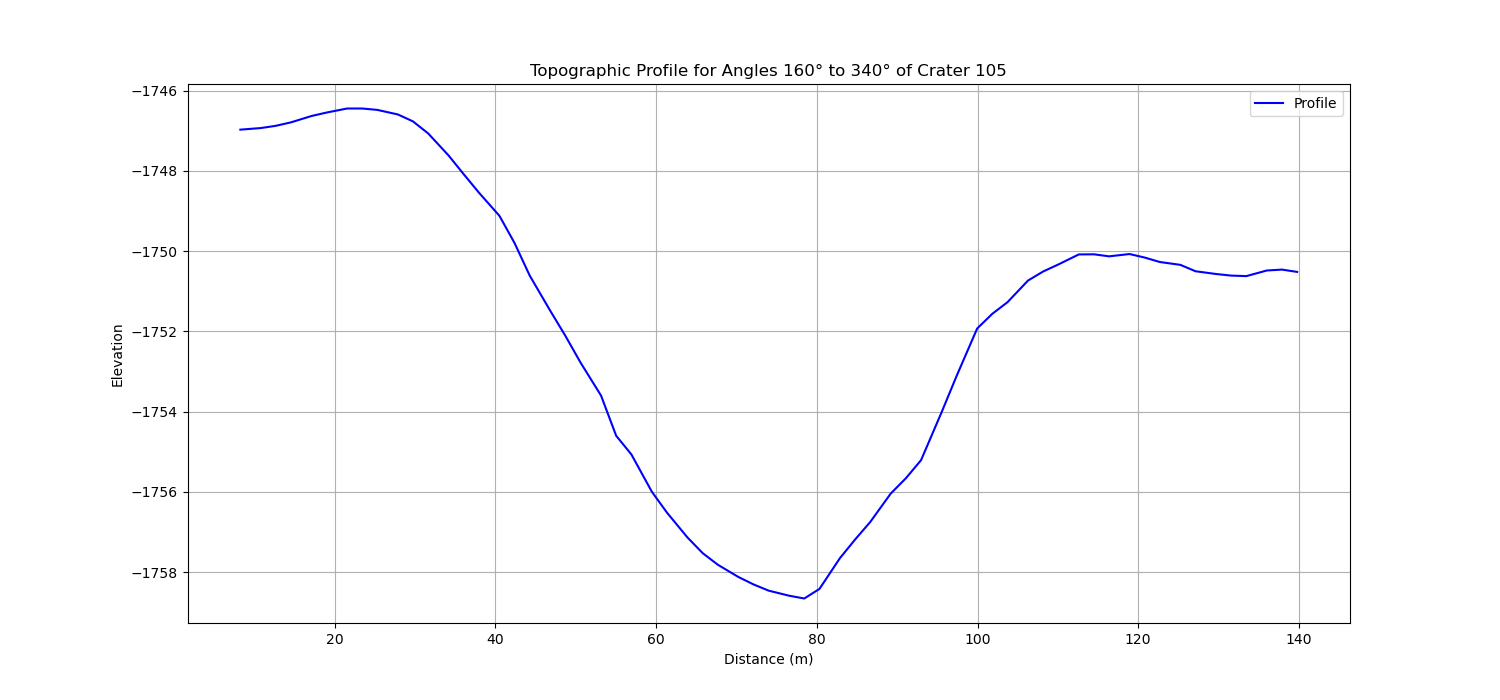 Topographic Profile for Angles 160° to 340° of Crater 105
Profile
−1746
−1748
−1750
−1752
−1754
−1756
−1758
Elevation
20 40 60 80 100 120 140
Distance (m)